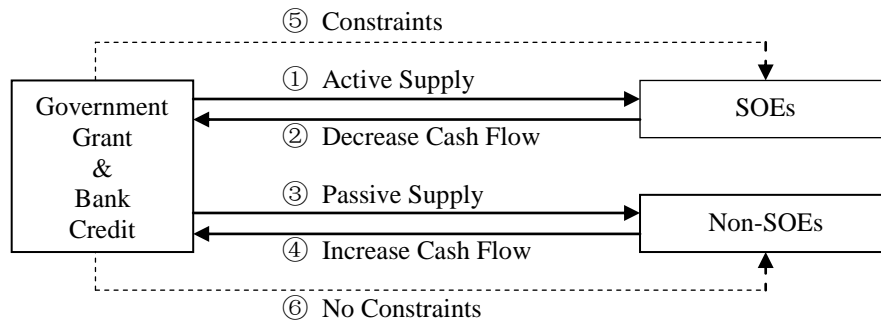 ⑤ Constraints
① Active Supply
Government
Grant
&
Bank
Credit
SOEs
② Decrease Cash Flow
③ Passive Supply
Non-SOEs
④ Increase Cash Flow
⑥ No Constraints